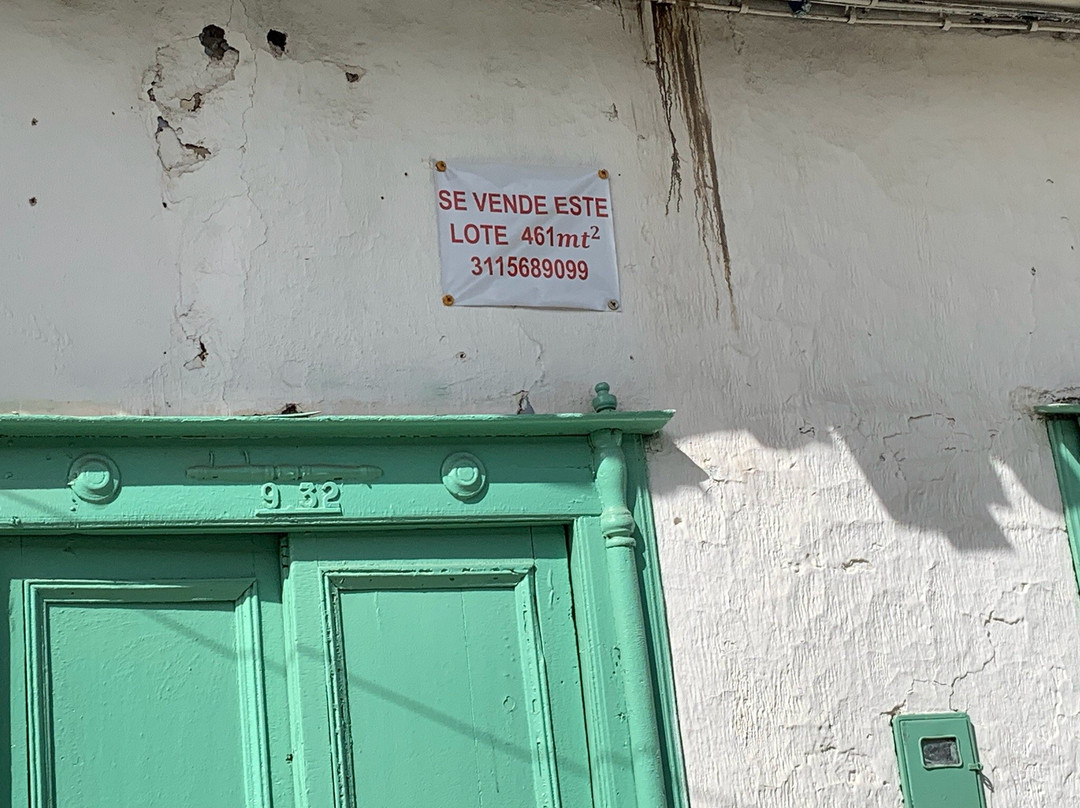 SE VENDE ESTE
LOTE 461mt²
3115689099
9 32